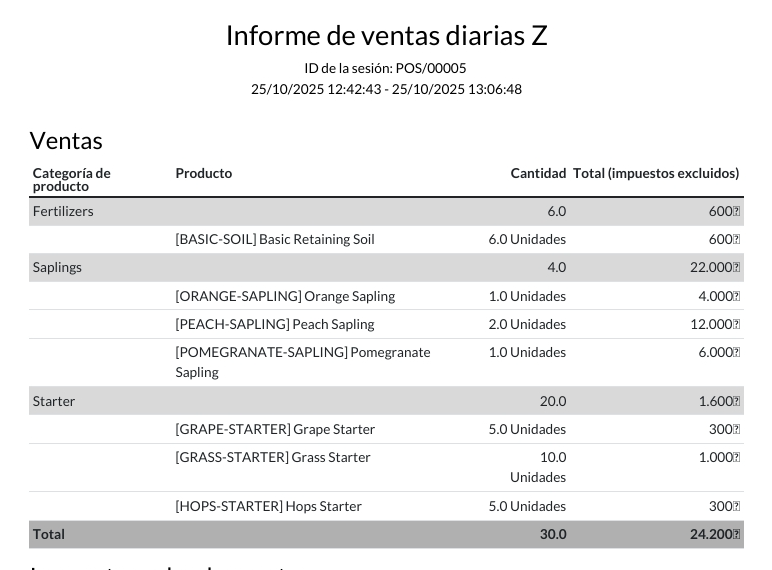 Informe de ventas diarias Z
ID de la sesión: POS/00005
25/10/2025 12:42:43 - 25/10/2025 13:06:48
Ventas
Categoría de producto Producto Cantidad Total (impuestos excluidos)
Fertilizers 6.0 600
[BASIC-SOIL] Basic Retaining Soil 6.0 Unidades 600
Saplings 4.0 22.000
[ORANGE-SAPLING] Orange Sapling 1.0 Unidades 4.000
[PEACH-SAPLING] Peach Sapling 2.0 Unidades 12.000
[POMEGRANATE-SAPLING] Pomegranate Sapling 1.0 Unidades 6.000
Starter 20.0 1.600
[GRAPE-STARTER] Grape Starter 5.0 Unidades 300
[GRASS-STARTER] Grass Starter 10.0 Unidades 1.000
[HOPS-STARTER] Hops Starter 5.0 Unidades 300
Total 30.0 24.200